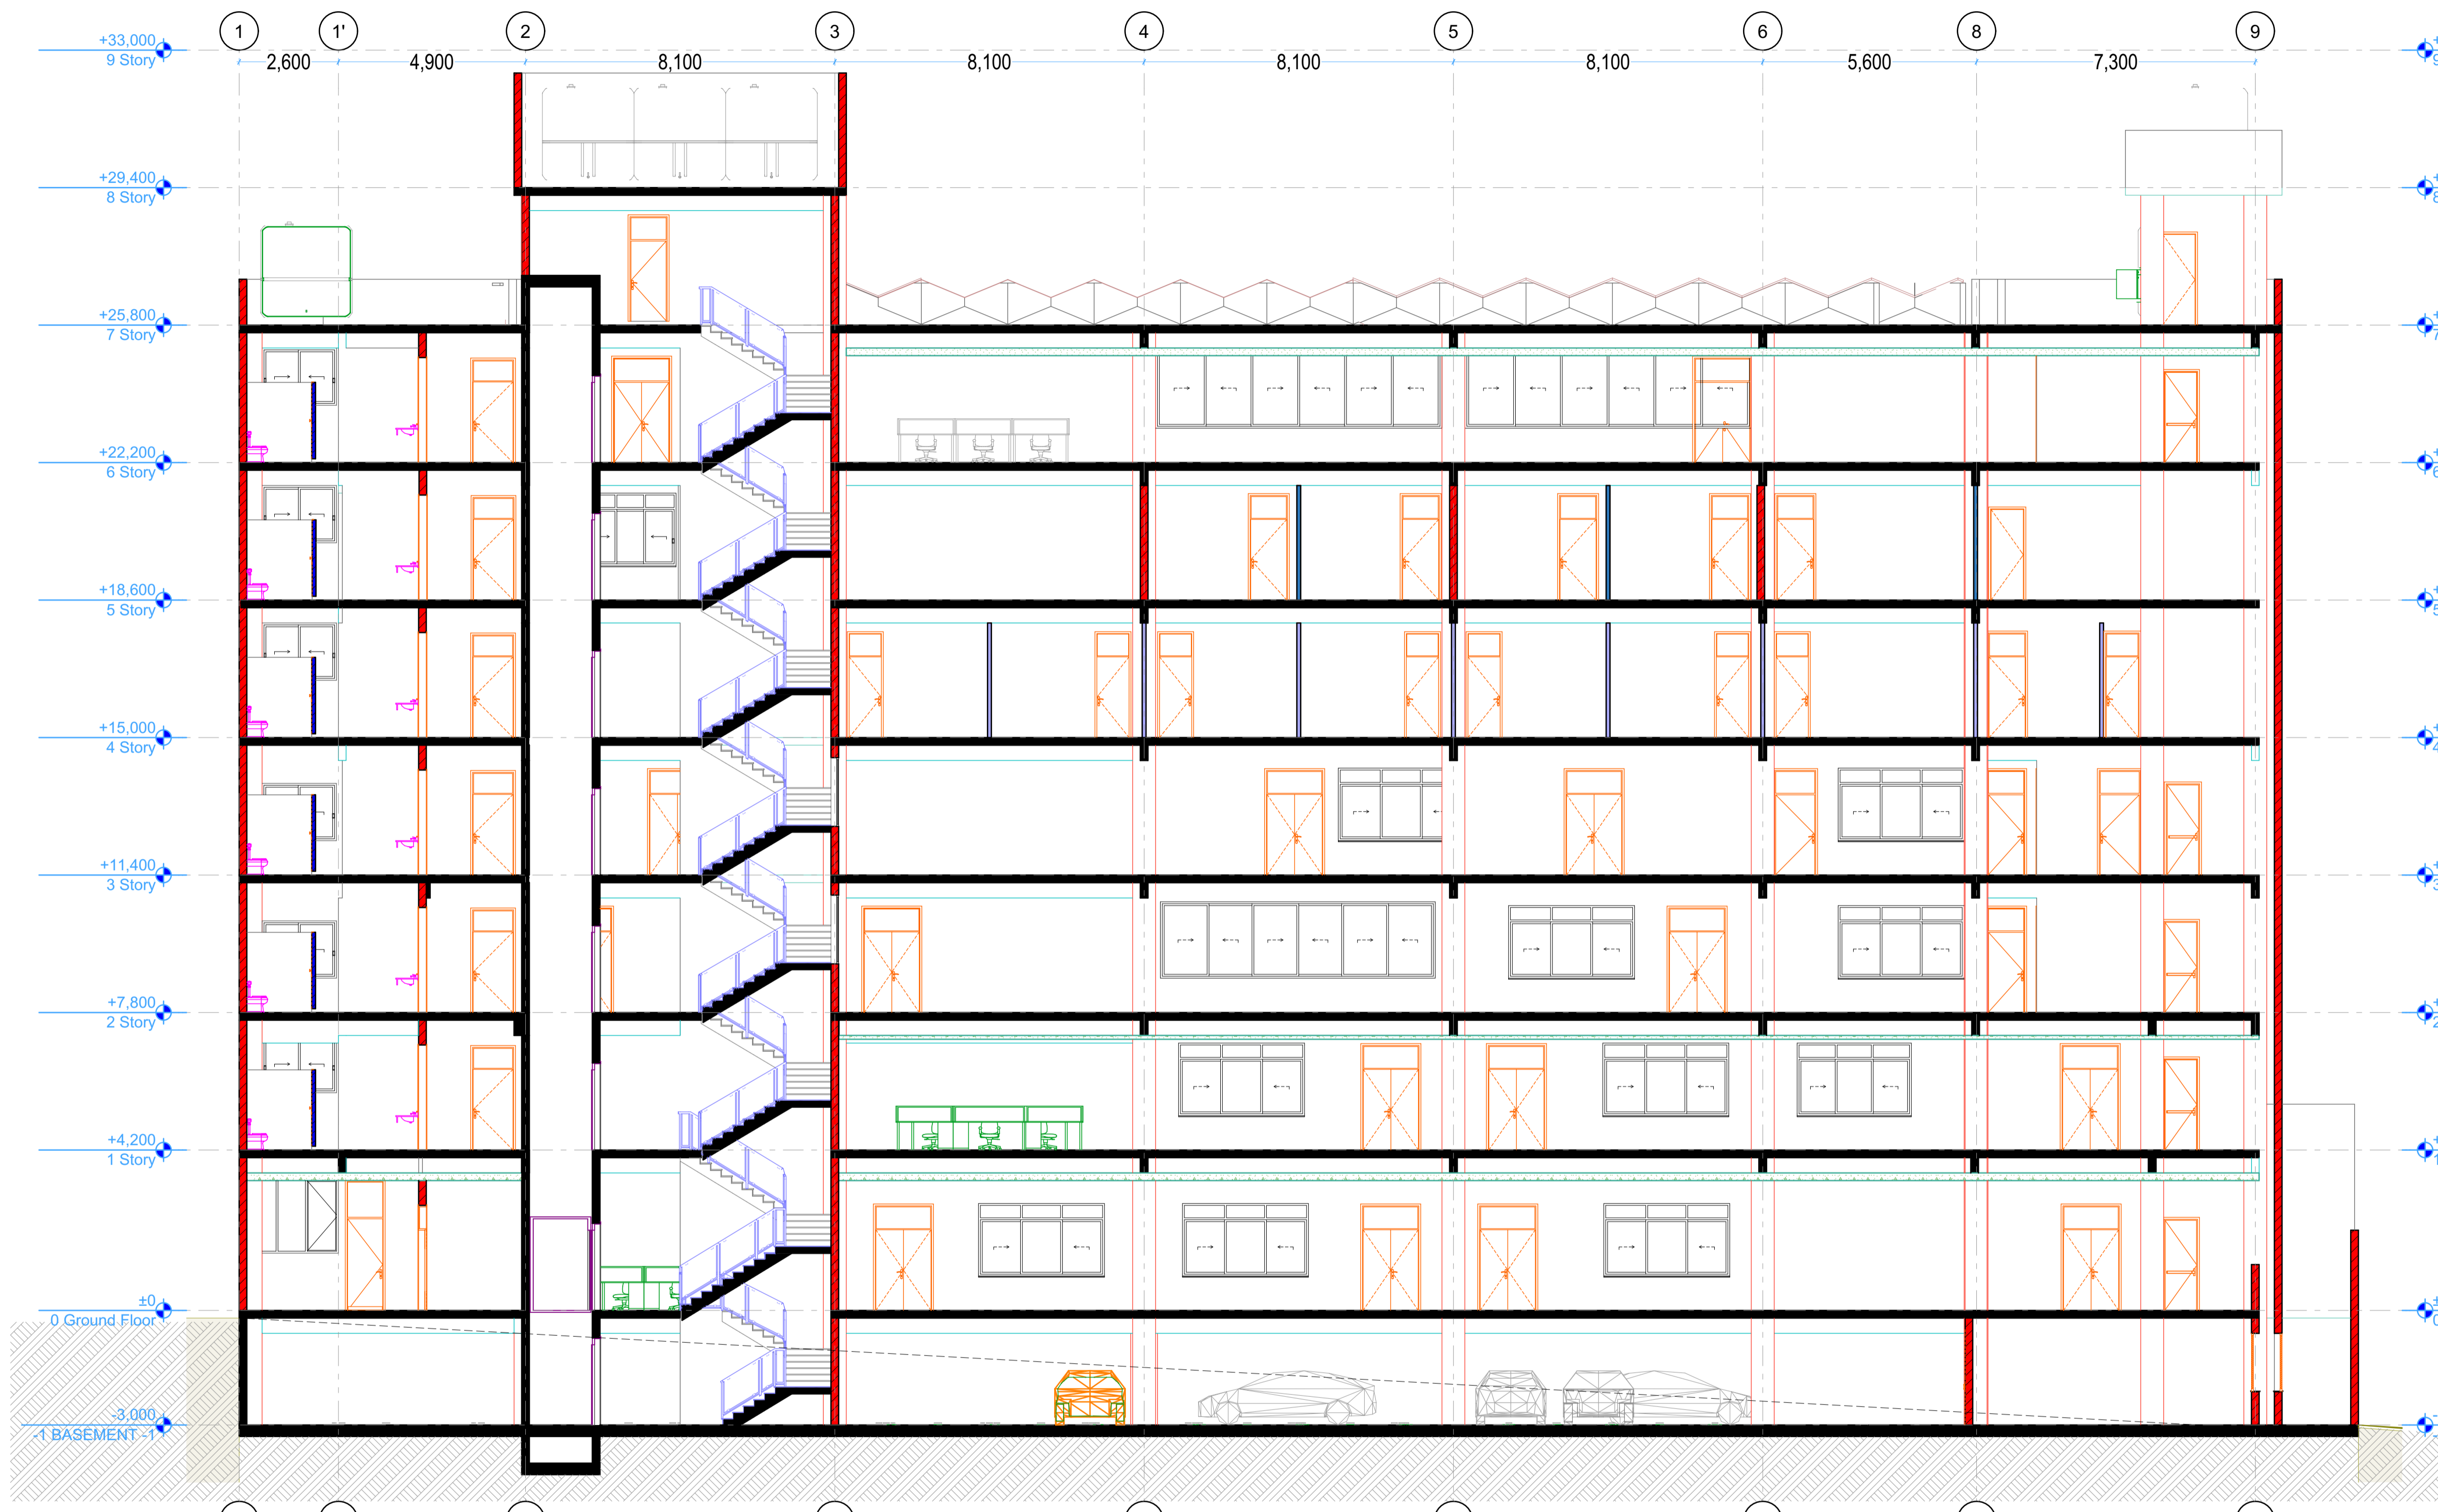 1 1' 2 3 4 5 6 8 9
+33,000
9 Story
2,600 4,900 8,100 8,100 8,100 8,100 5,600 7,300
+29,400
8 Story
+25,800
7 Story
+22,200
6 Story
+18,600
5 Story
+15,000
4 Story
+11,400
3 Story
+7,800
2 Story
+4,200
1 Story
±0
0 Ground Floor
-3,000
-1 BASEMENT -1